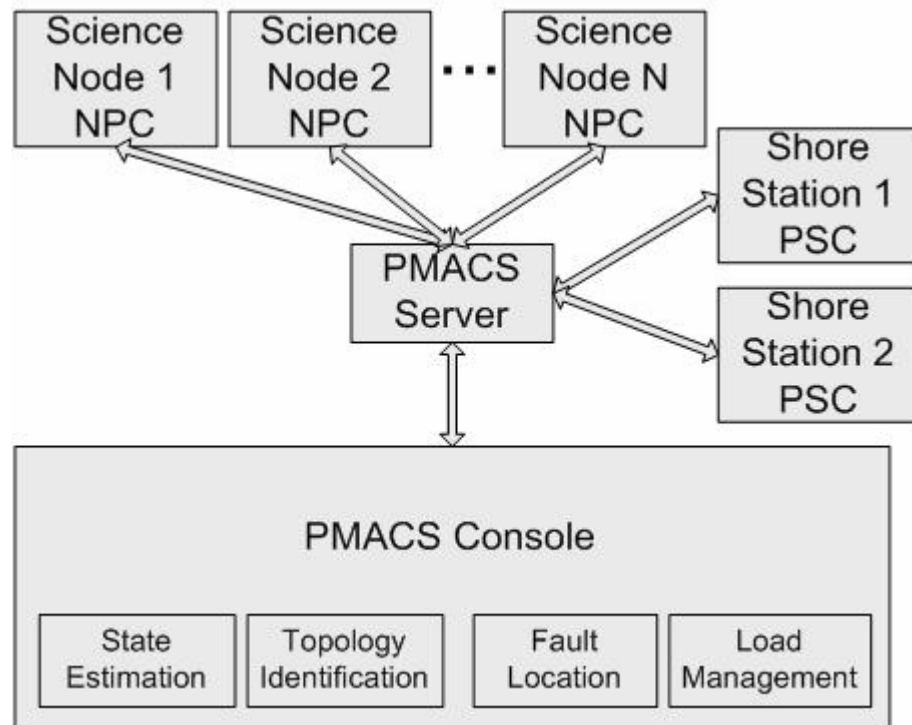 Science
Node 1
NPC
Science
Node 2
NPC
...
Science
Node N
NPC
Shore
Station 1
PSC
PMACS
Server
Shore
Station 2
PSC
PMACS Console
State
Estimation
Topology
Identification
Fault
Location
Load
Management